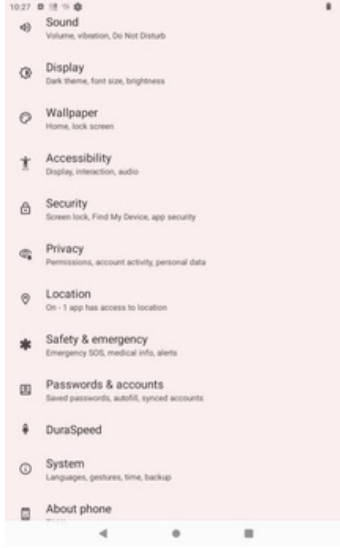 10:27
Sound
Volume, vibration, Do Not Disturb
Display
Dark theme, font size, brightness
Wallpaper
Home, lock screen
Accessibility
Display, interaction, audio
Security
Screen lock, Find My Device, app security
Privacy
Permissions, account activity, personal data
Location
On - 1 app has access to location
Safety & emergency
Emergency SOS, medical info, alerts
Passwords & accounts
Saved passwords, autofill, synced accounts
DuraSpeed
System
Languages, gestures, time, backup
About phone